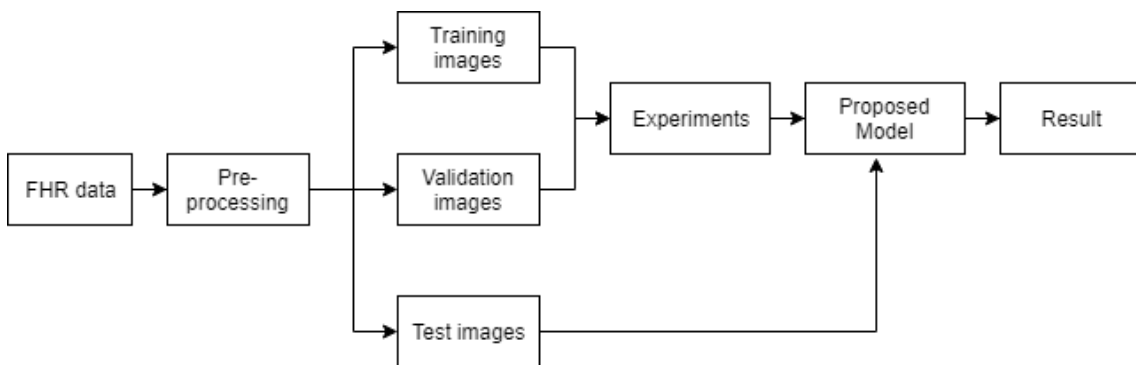 FHR data
Pre-
processing
Training
images
Validation
images
Test images
Experiments
Proposed
Model
Result